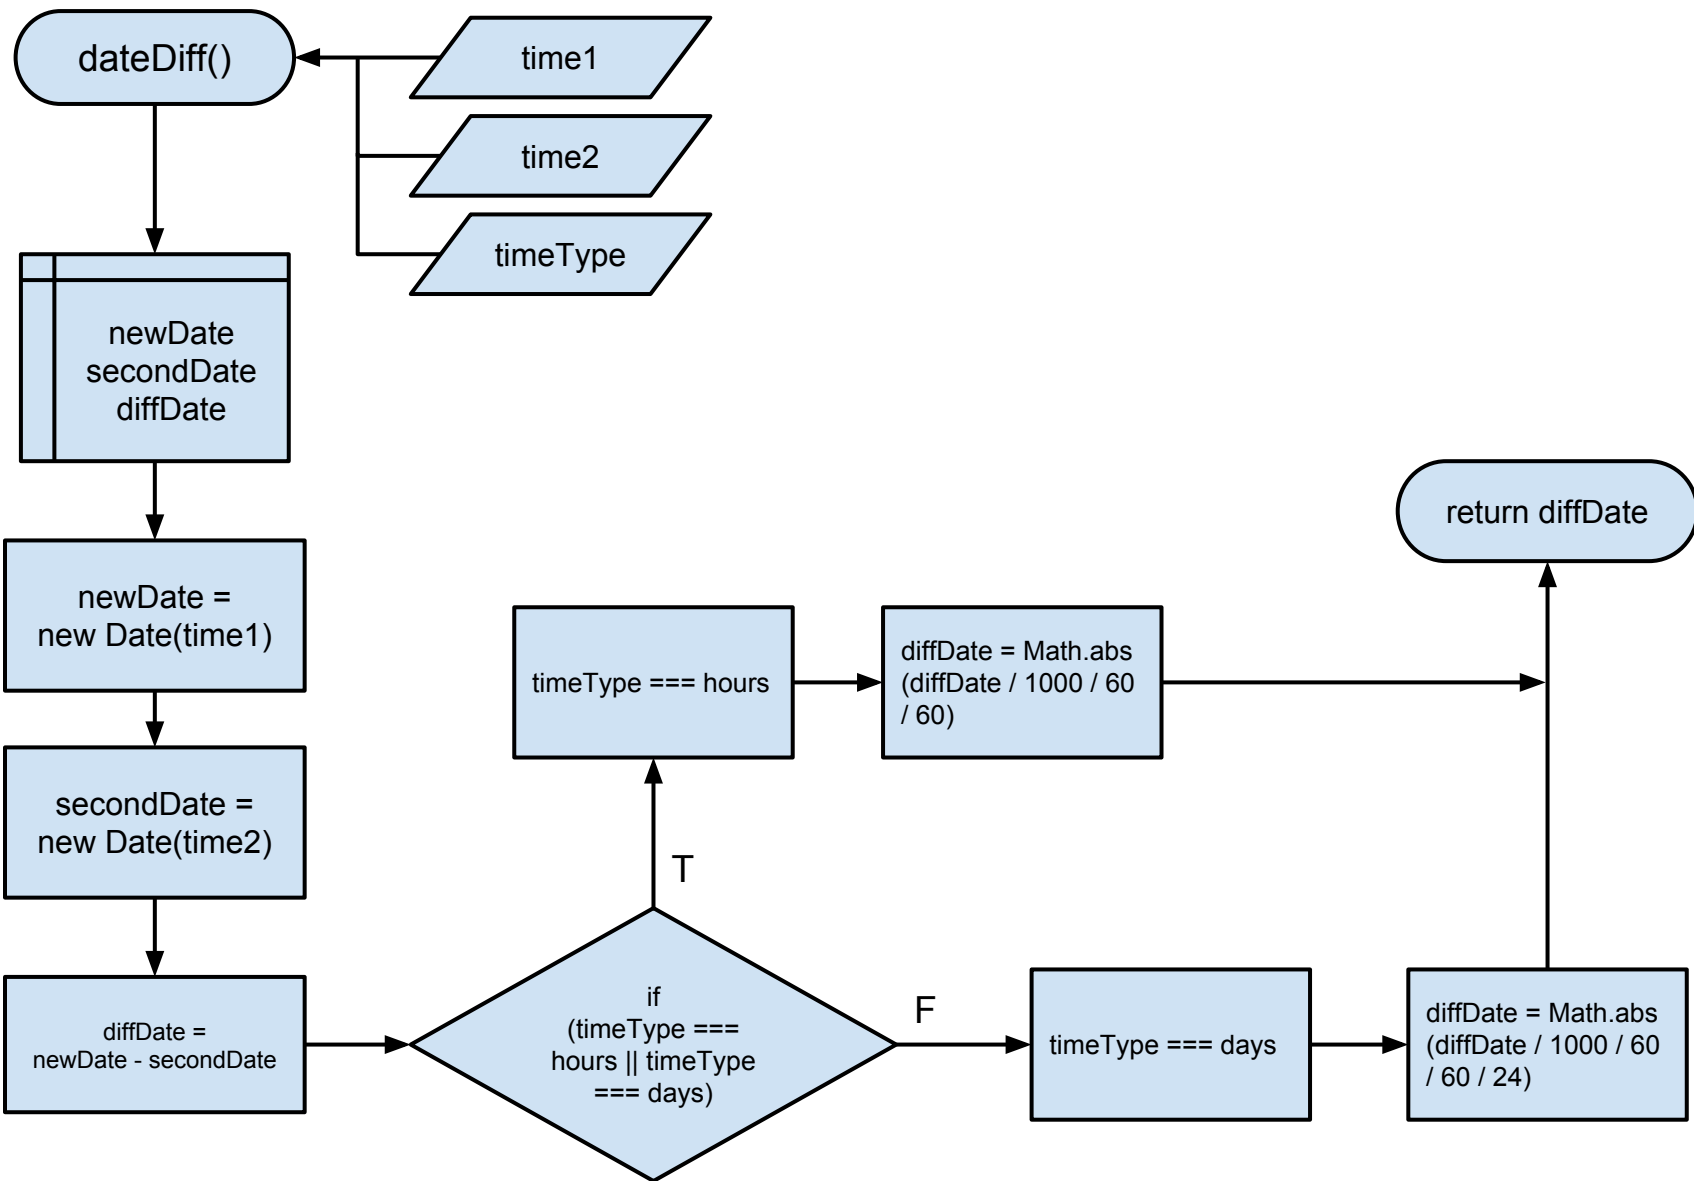 dateDiff()
time1
time2
timeType
newDate
secondDate
diffDate
newDate =
new Date(time1)
secondDate =
new Date(time2)
diffDate =
newDate - secondDate
if
(timeType ===
hours || timeType
=== days)
T
timeType === hours
diffDate = Math.abs
(diffDate / 1000 / 60
/ 60)
F
timeType === days
diffDate = Math.abs
(diffDate / 1000 / 60
/ 60 / 24)
return diffDate